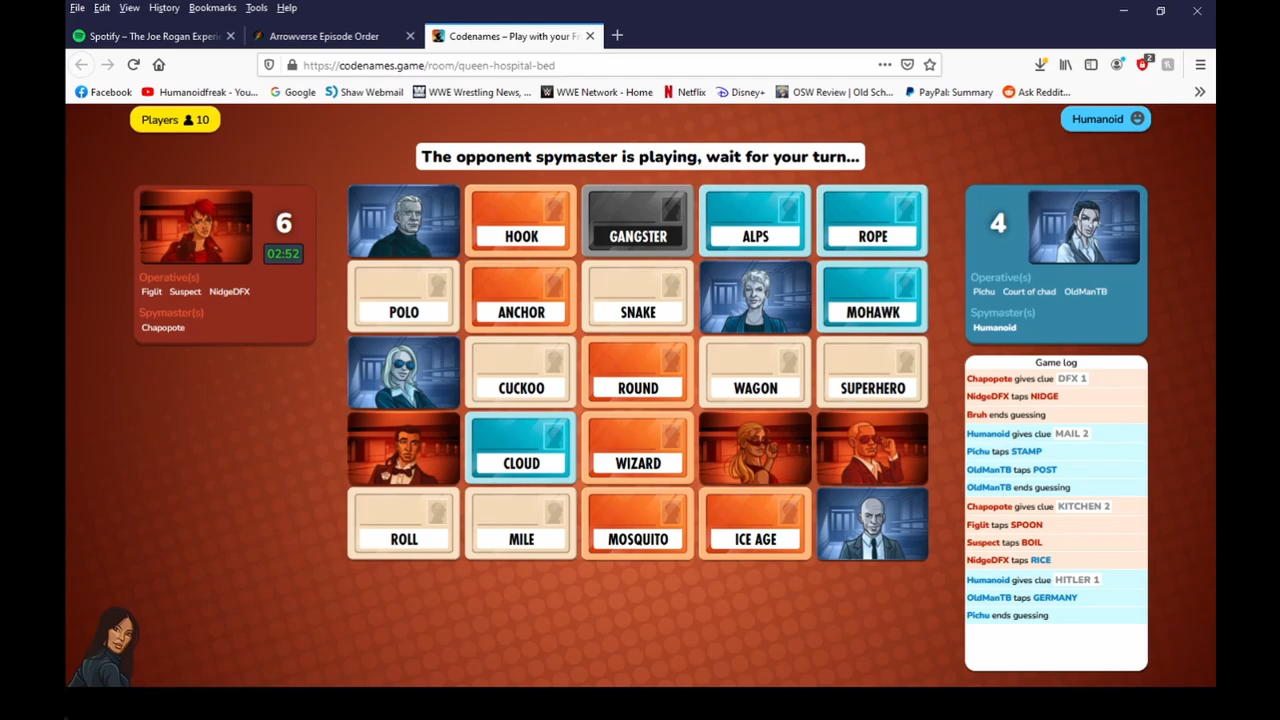 File Edit View History Bookmarks Tools Help
Spotify – The Joe Rogan Experi
Arrowverse Episode Order
Codenames – Play with your Fr
https://codenames.game/room/queen-hospital-bed
2
Facebook
Humanoidfreak - You...
Google
Shaw Webmail
WWE Wrestling News, ...
WWE Network - Home
Netflix
Disney+
OSW Review | Old Sch...
PayPal: Summary
Ask Reddit...
Players 10
Humanoid
The opponent spymaster is playing, wait for your turn...
6
02:52
Operative(s)
Figlit Suspect NidgeDFX
Spymaster(s)
Chapopote
HOOK
GANGSTER
ALPS
ROPE
POLO
ANCHOR
SNAKE
MOHAWK
CUCKOO
ROUND
WAGON
SUPERHERO
CLOUD
WIZARD
ROLL
MILE
MOSQUITO
ICE AGE
4
Operative(s)
Pichu Court of chad OldManTB
Spymaster(s)
Humanoid
Game log
Chapopote gives clue DFX 1
NidgeDFX taps NIDGE
Bruh ends guessing
Humanoid gives clue MAIL 2
Pichu taps STAMP
OldManTB taps POST
OldManTB ends guessing
Chapopote gives clue KITCHEN 2
Figlit taps SPOON
Suspect taps BOIL
NidgeDFX taps RICE
Humanoid gives clue HITLER 1
OldManTB taps GERMANY
Pichu ends guessing